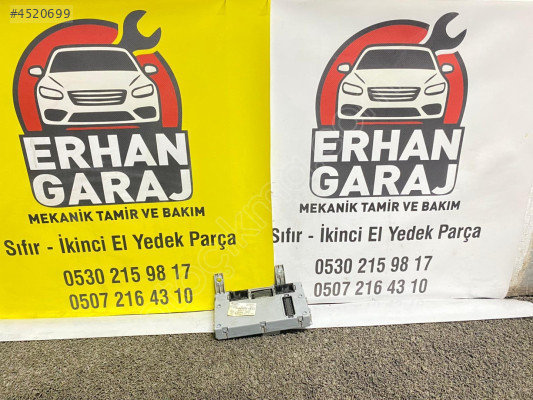 #4520699
ERHAN
GARAJ
MEKANİK TAMİR VE BAKIM
Sıfır - İkinci El Yedek Parça
0530 215 98 17
0507 216 43 10
ERHAN
GARAJ
MEKANİK TAMİR VE BAKIM
Sıfır - İkinci El Yedek Parça
0530 215 98 17
0507 216 43 10